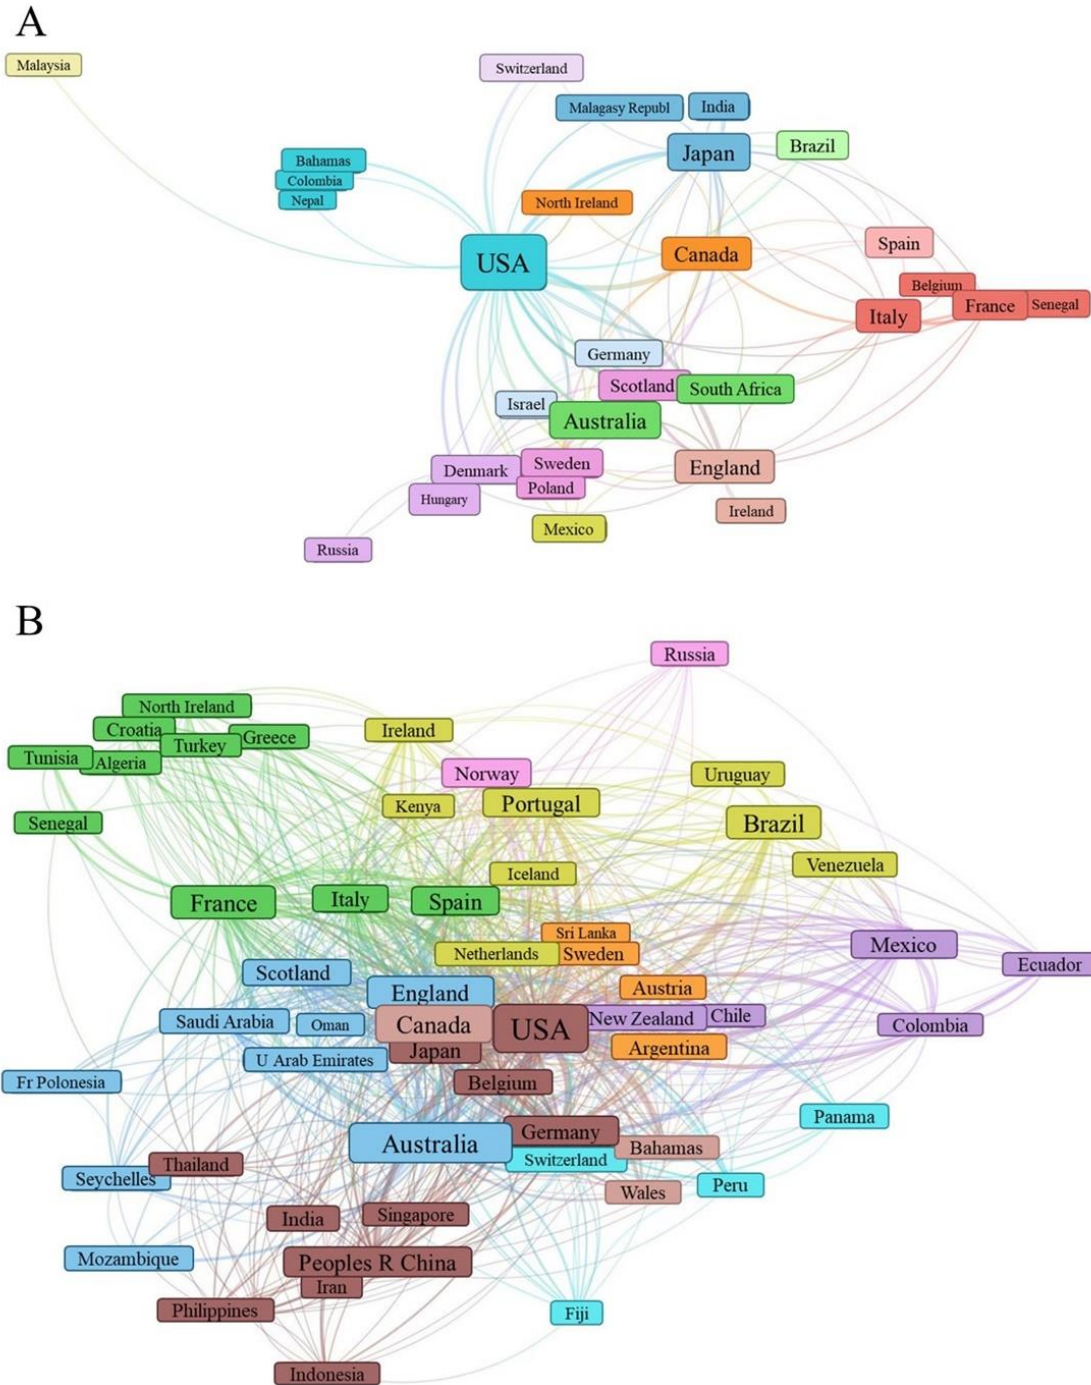 A
Malaysia
Switzerland
Malagasy Republ
India
Japan
Brazil
Bahamas
Colombia
Nepal
North Ireland
USA
Canada
Spain
Belgium
Italy
France
Senegal
Germany
Scotland
South Africa
Israel
Australia
Denmark
Sweden
England
Hungary
Poland
Ireland
Mexico
Russia
B
Russia
North Ireland
Croatia
Turkey
Greece
Ireland
Tunisia
Algeria
Norway
Uruguay
Kenya
Portugal
Senegal
Brazil
Venezuela
Iceland
France
Italy
Spain
Sri Lanka
Netherlands
Sweden
Mexico
Ecuador
Scotland
England
Austria
Saudi Arabia
Oman
Canada
USA
New Zealand
Chile
Colombia
U Arab Emirates
Japan
Argentina
Fr Polonesia
Belgium
Panama
Australia
Germany
Switzerland
Bahamas
Seychelles
Thailand
Wales
Peru
India
Singapore
Mozambique
Peoples R China
Iran
Philippines
Fiji
Indonesia